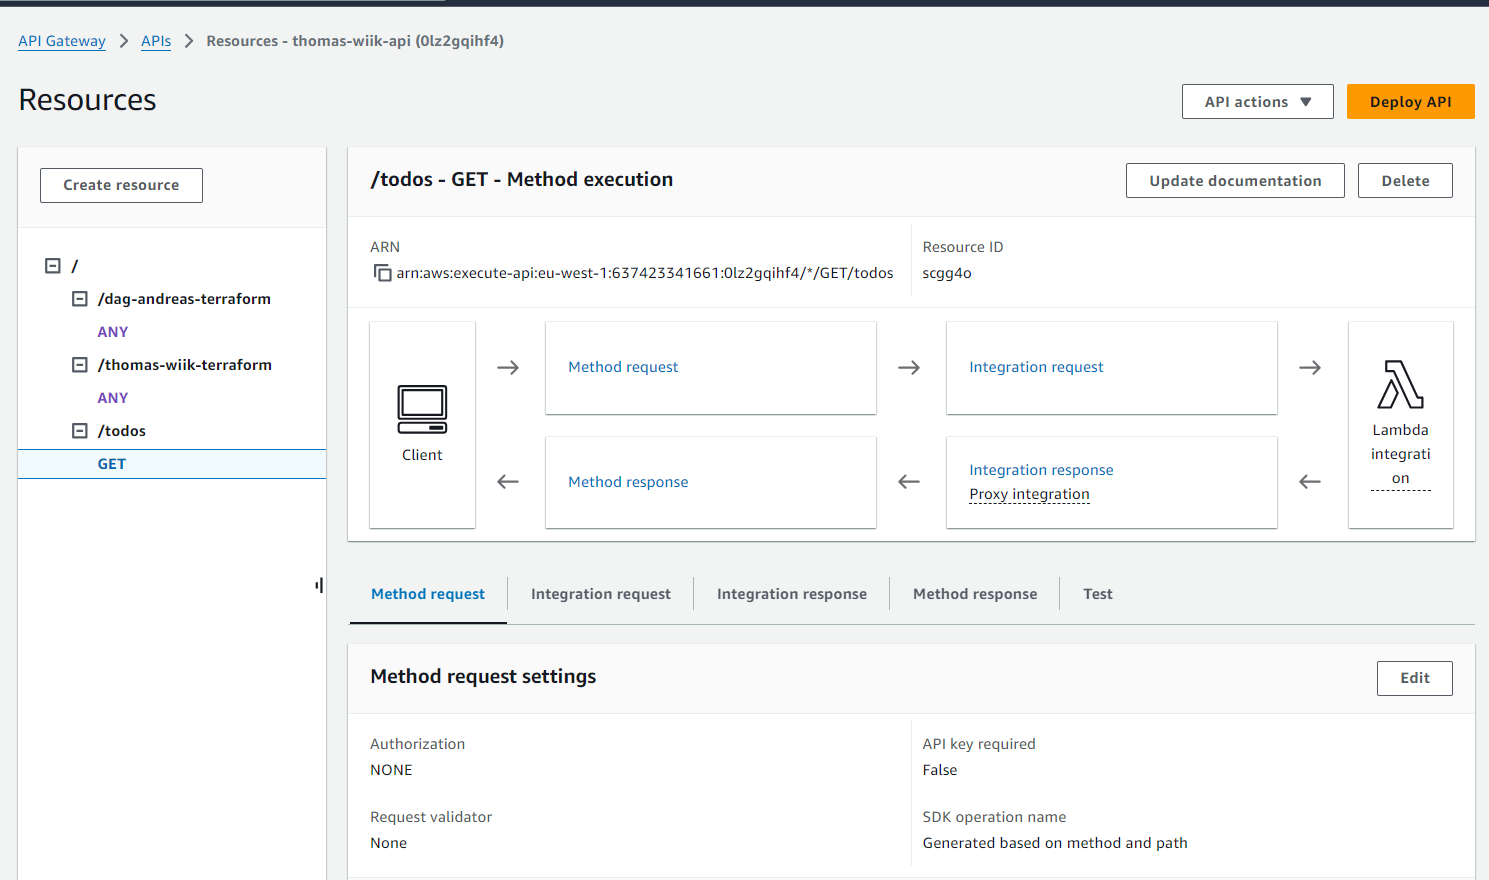 API Gateway > APIs > Resources - thomas-wiik-api (0lz2gqihf4)
Resources
API actions ▼
Deploy API
Create resource
/
/dag-andreas-terraform
ANY
/thomas-wiik-terraform
ANY
/todos
GET
/todos - GET - Method execution
Update documentation
Delete
ARN
arn:aws:execute-api:eu-west-1:637423341661:0lz2gqihf4/*/GET/todos
Resource ID
scgg4o
Client
Method request
Integration request
Method response
Integration response
Proxy integration
Lambda
integrati
on
Method request
Integration request
Integration response
Method response
Test
Method request settings
Edit
Authorization
NONE
API key required
False
Request validator
None
SDK operation name
Generated based on method and path